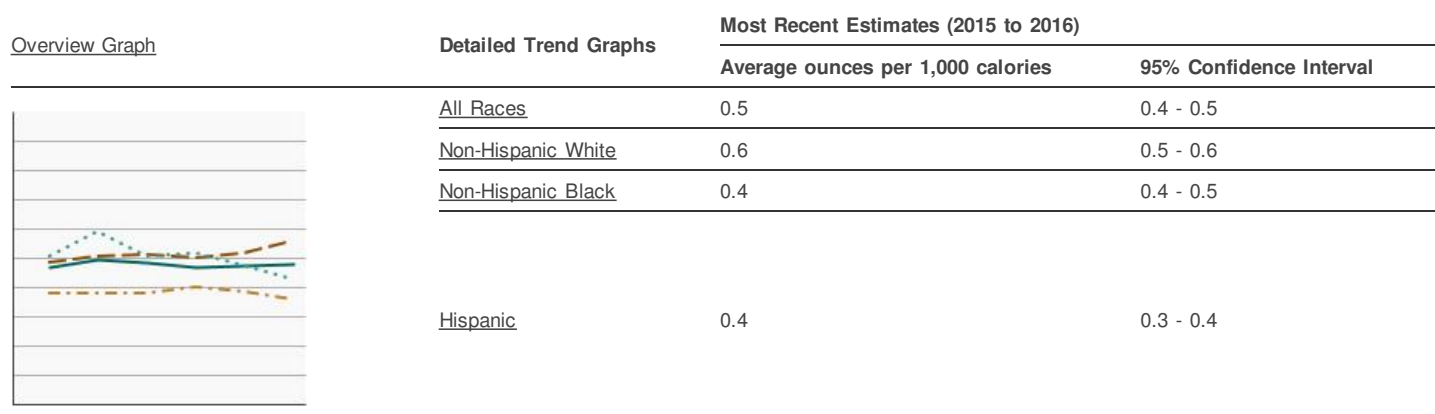 Overview Graph
Detailed Trend Graphs
Most Recent Estimates (2015 to 2016)
Average ounces per 1,000 calories
95% Confidence Interval
All Races 0.5 0.4 - 0.5
Non-Hispanic White 0.6 0.5 - 0.6
Non-Hispanic Black 0.4 0.4 - 0.5
Hispanic 0.4 0.3 - 0.4